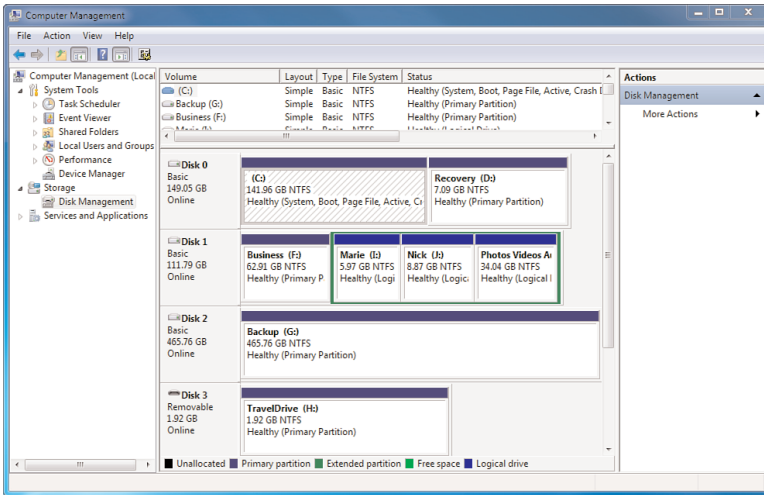 Computer Management
File Action View Help
Computer Management (Local
System Tools
Task Scheduler
Event Viewer
Shared Folders
Local Users and Groups
Performance
Device Manager
Storage
Disk Management
Services and Applications
Volume Layout Type File System Status
(C:) Simple Basic NTFS Healthy (System, Boot, Page File, Active, Crash
Backup (G:) Simple Basic NTFS Healthy (Primary Partition)
Business (F:) Simple Basic NTFS Healthy (Primary Partition)
Marie (I:) Simple Basic NTFS Healthy (Logical Drive)
Disk 0
Basic
149.05 GB
Online
(C:)
141.96 GB NTFS
Healthy (System, Boot, Page File, Active, Cr
Recovery (D:)
7.09 GB NTFS
Healthy (Primary Partition)
Disk 1
Basic
111.79 GB
Online
Business (F:)
62.91 GB NTFS
Healthy (Primary P
Marie (I:)
5.97 GB NTFS
Healthy (Logi
Nick (J:)
8.87 GB NTFS
Healthy (Logic
Photos Videos A
34.04 GB NTFS
Healthy (Logical
Disk 2
Basic
465.76 GB
Online
Backup (G:)
465.76 GB NTFS
Healthy (Primary Partition)
Disk 3
Removable
1.92 GB
Online
TravelDrive (H:)
1.92 GB NTFS
Healthy (Primary Partition)
Unallocated Primary partition Extended partition Free space Logical drive
Actions
Disk Management
More Actions